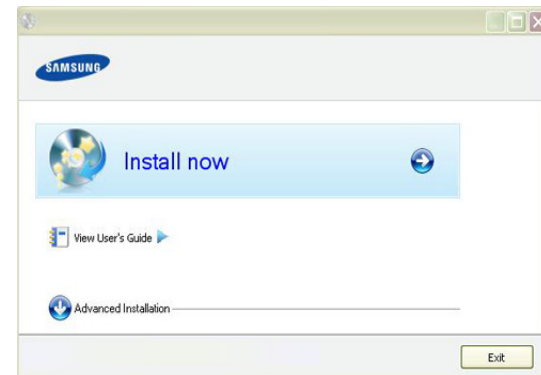 SAMSUNG
Install now
View User's Guide
Advanced Installation
Exit